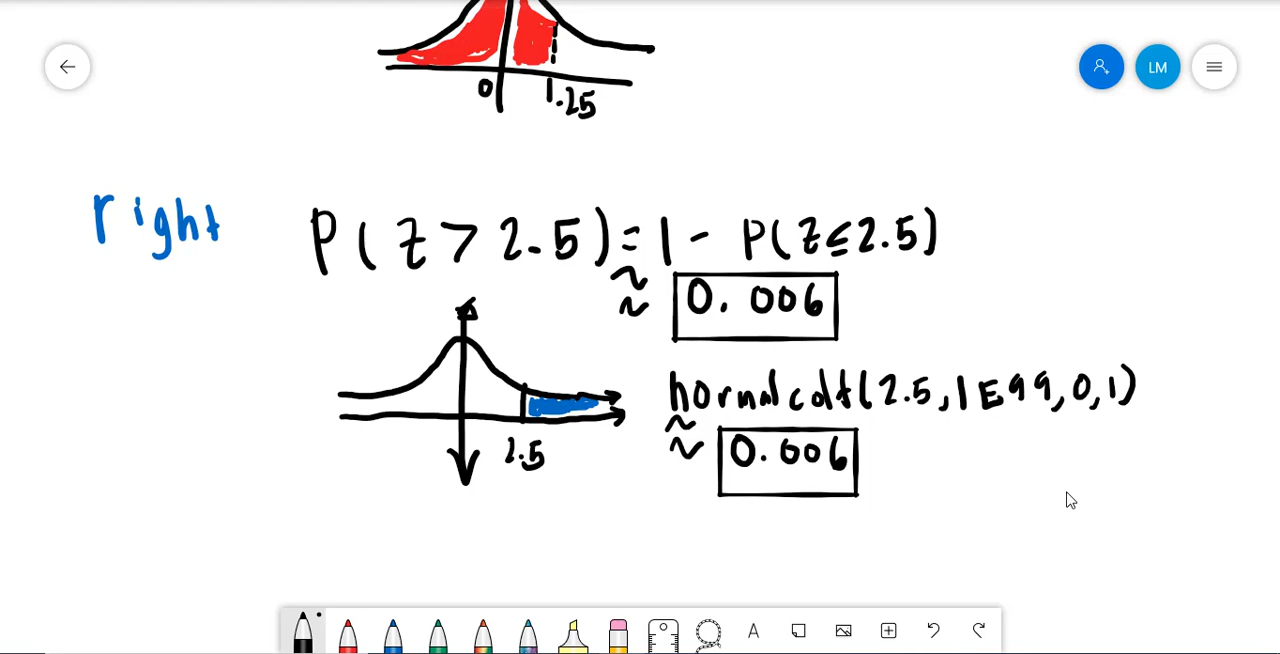 LM
0 1.25
right P(Z > 2.5) = 1 - P(Z ≤ 2.5)
≈ 0.006
normalcdf(2.5, 1E99, 0, 1)
2.5 ≈ 0.006
A